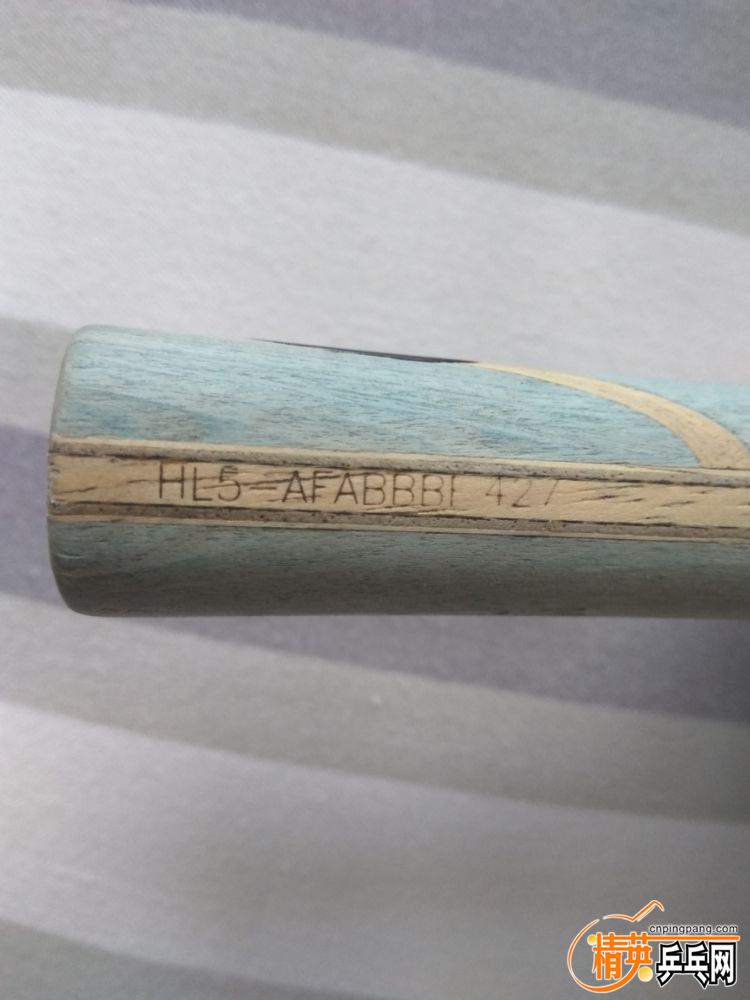 HL5-AFABBBI 427
cnpingpang.com
精英乒乓网